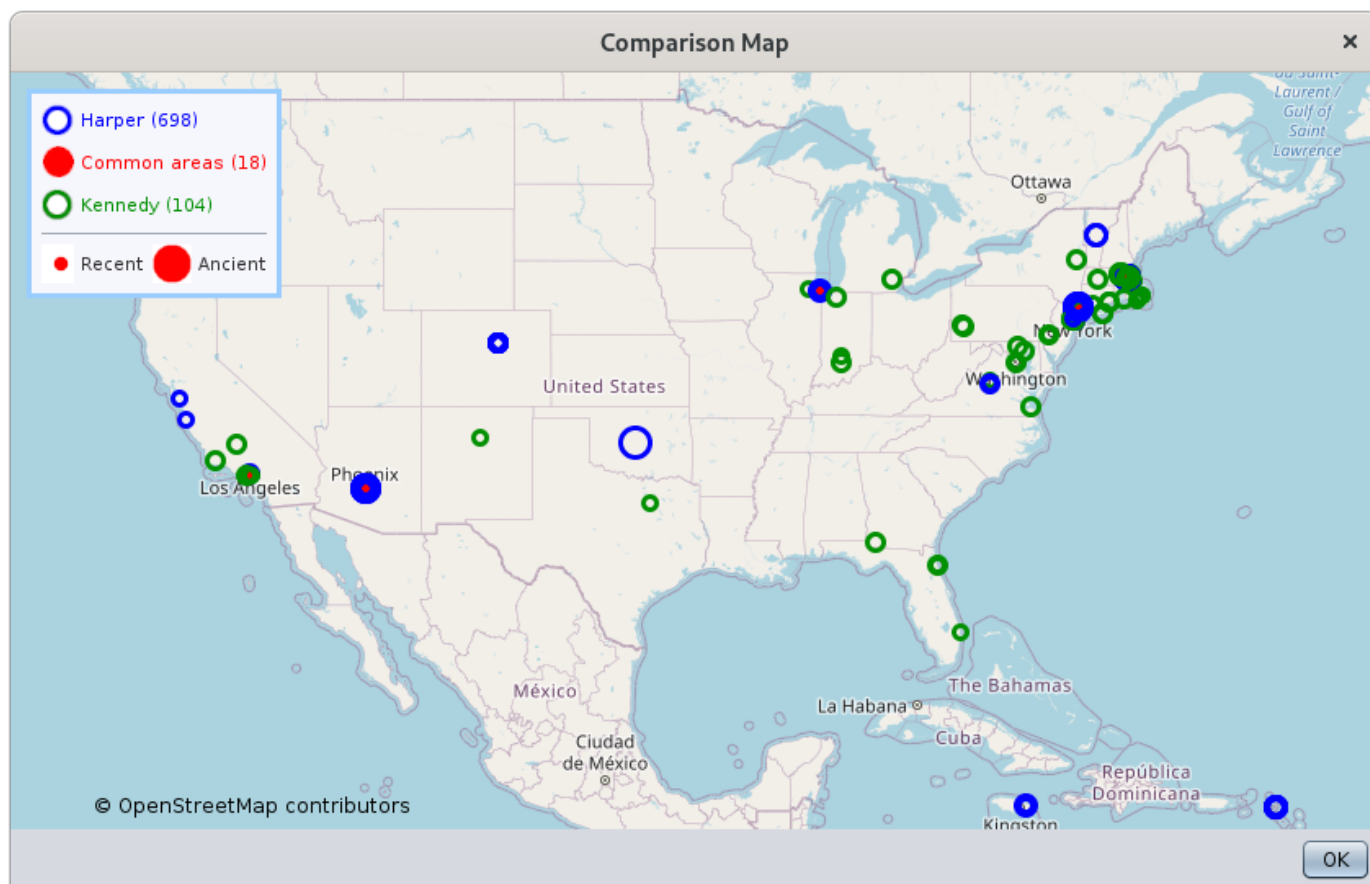 Comparison Map
Harper (698)
Common areas (18)
Kennedy (104)
Recent
Ancient
du Saint-
Laurent /
Gulf of
Saint
Lawrence
Ottawa
New York
United States
Washington
Phoenix
Los Angeles
The Bahamas
México
La Habana
Cuba
Ciudad
de México
República
Dominicana
© OpenStreetMap contributors
Kingston
OK